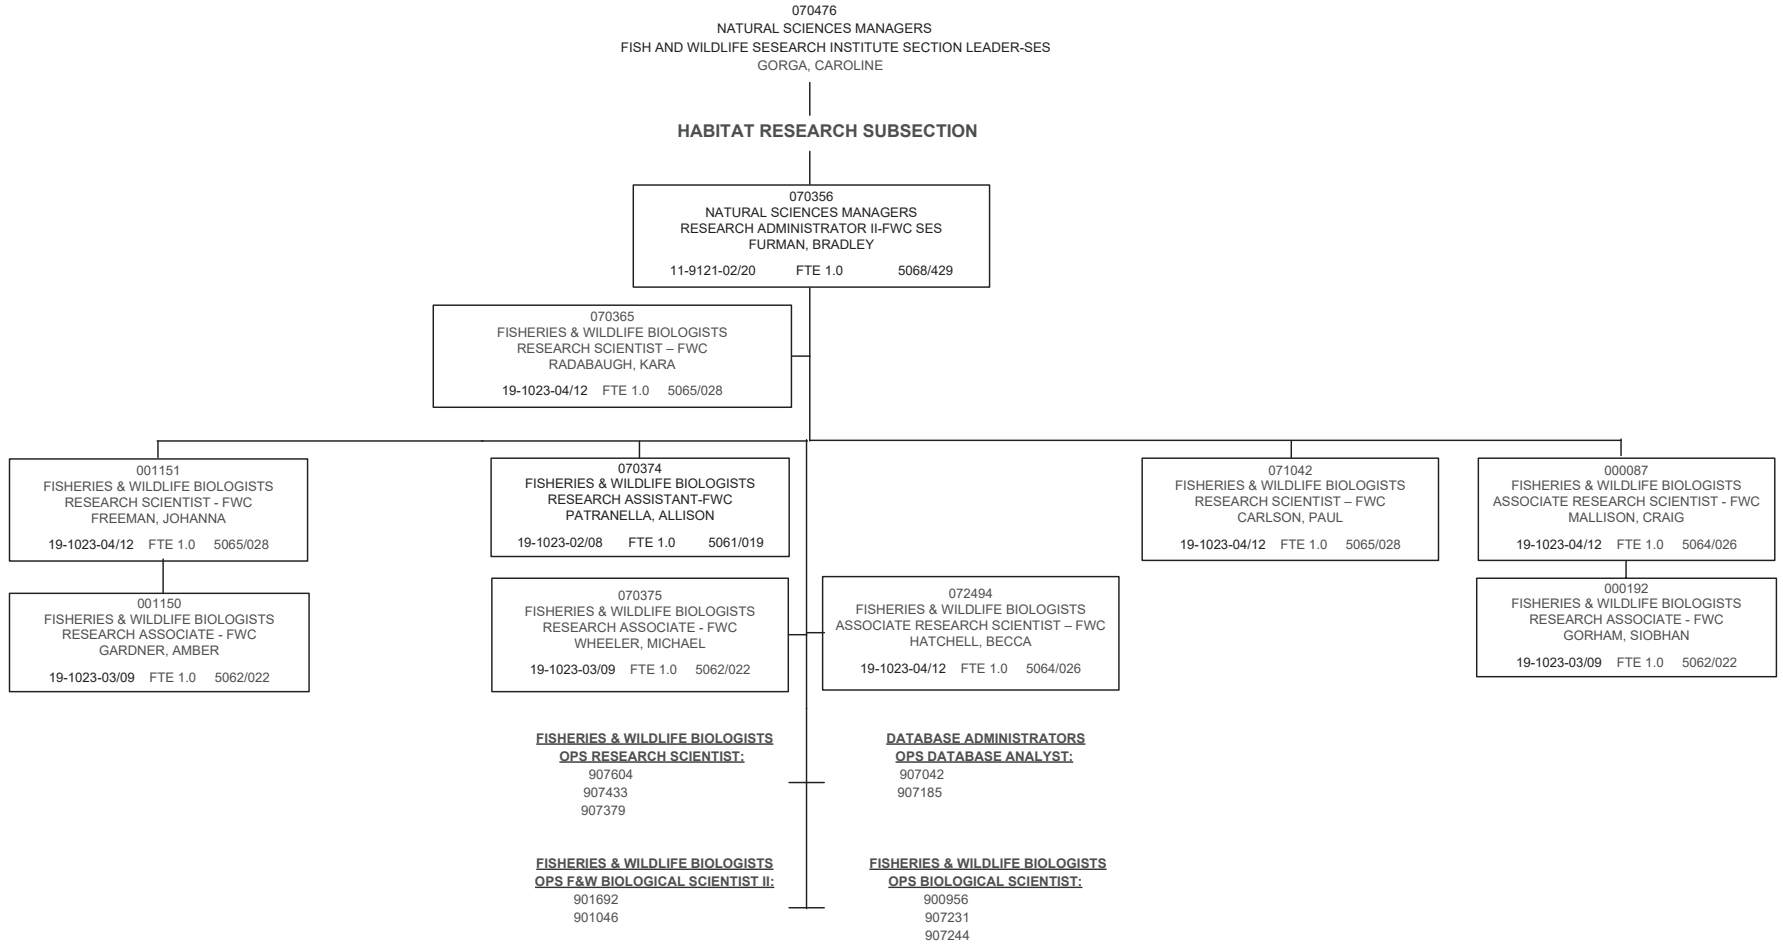 070476
NATURAL SCIENCES MANAGERS
FISH AND WILDLIFE SESEARCH INSTITUTE SECTION LEADER-SES
GORGA, CAROLINE
HABITAT RESEARCH SUBSECTION
070356
NATURAL SCIENCES MANAGERS
RESEARCH ADMINISTRATOR II-FWC SES
FURMAN, BRADLEY
11-9121-02/20 FTE 1.0 5068/429
070365
FISHERIES & WILDLIFE BIOLOGISTS
RESEARCH SCIENTIST – FWC
RADABAUGH, KARA
19-1023-04/12 FTE 1.0 5065/028
001151
FISHERIES & WILDLIFE BIOLOGISTS
RESEARCH SCIENTIST - FWC
FREEMAN, JOHANNA
19-1023-04/12 FTE 1.0 5065/028
070374
FISHERIES & WILDLIFE BIOLOGISTS
RESEARCH ASSISTANT-FWC
PATRANELLA, ALLISON
19-1023-02/08 FTE 1.0 5061/019
071042
FISHERIES & WILDLIFE BIOLOGISTS
RESEARCH SCIENTIST – FWC
CARLSON, PAUL
19-1023-04/12 FTE 1.0 5065/028
000087
FISHERIES & WILDLIFE BIOLOGISTS
ASSOCIATE RESEARCH SCIENTIST - FWC
MALLISON, CRAIG
19-1023-04/12 FTE 1.0 5064/026
001150
FISHERIES & WILDLIFE BIOLOGISTS
RESEARCH ASSOCIATE - FWC
GARDNER, AMBER
19-1023-03/09 FTE 1.0 5062/022
070375
FISHERIES & WILDLIFE BIOLOGISTS
RESEARCH ASSOCIATE - FWC
WHEELER, MICHAEL
19-1023-03/09 FTE 1.0 5062/022
072494
FISHERIES & WILDLIFE BIOLOGISTS
ASSOCIATE RESEARCH SCIENTIST – FWC
HATCHELL, BECCA
19-1023-04/12 FTE 1.0 5064/026
000192
FISHERIES & WILDLIFE BIOLOGISTS
RESEARCH ASSOCIATE - FWC
GORHAM, SIOBHAN
19-1023-03/09 FTE 1.0 5062/022
FISHERIES & WILDLIFE BIOLOGISTS
OPS RESEARCH SCIENTIST:
907604
907433
907379
DATABASE ADMINISTRATORS
OPS DATABASE ANALYST:
907042
907185
FISHERIES & WILDLIFE BIOLOGISTS
OPS F&W BIOLOGICAL SCIENTIST II:
901692
901046
FISHERIES & WILDLIFE BIOLOGISTS
OPS BIOLOGICAL SCIENTIST:
900956
907231
907244